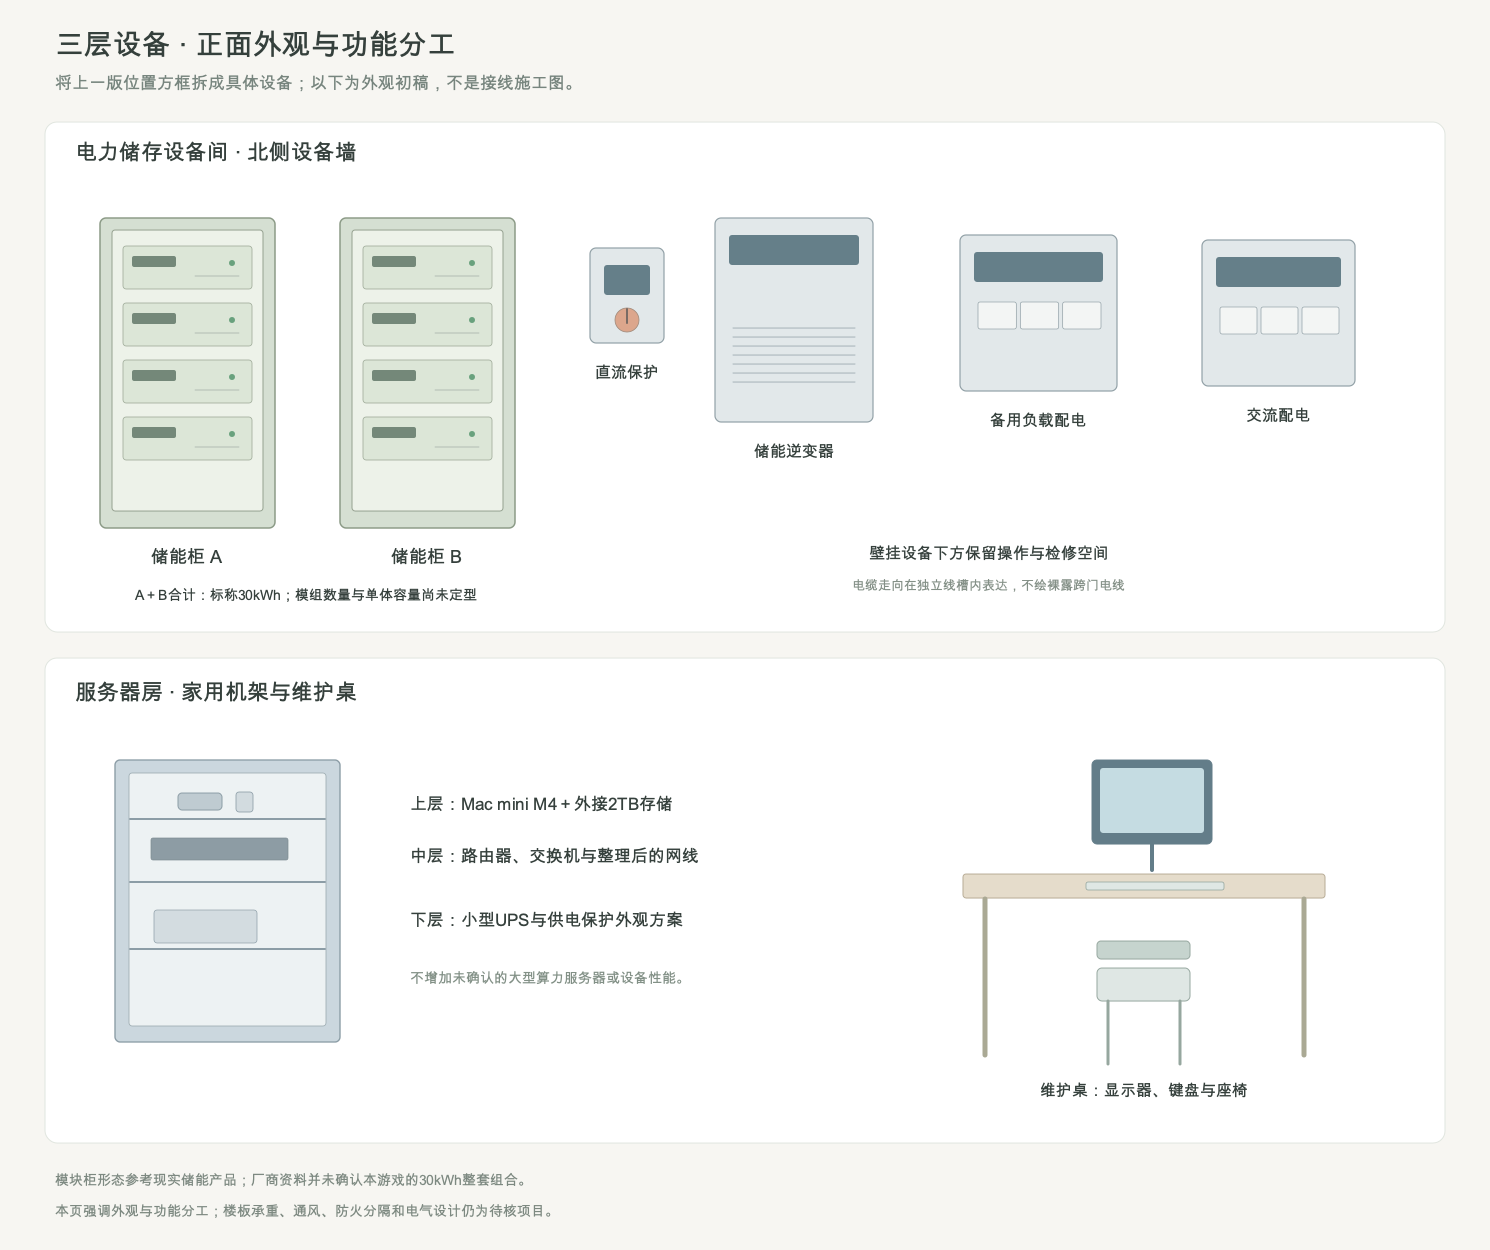 三层设备 · 正面外观与功能分工
将上一版位置方框拆成具体设备；以下为外观初稿，不是接线施工图。
电力储存设备间 · 北侧设备墙
直流保护
储能逆变器
备用负载配电
交流配电
储能柜 A
储能柜 B
A＋B合计：标称30kWh；模组数量与单体容量尚未定型
壁挂设备下方保留操作与检修空间
电缆走向在独立线槽内表达，不绘裸露跨门电线
服务器房 · 家用机架与维护桌
上层：Mac mini M4＋外接2TB存储
中层：路由器、交换机与整理后的网线
下层：小型UPS与供电保护外观方案
不增加未确认的大型算力服务器或设备性能。
维护桌：显示器、键盘与座椅
模块柜形态参考现实储能产品；厂商资料并未确认本游戏的30kWh整套组合。
本页强调外观与功能分工；楼板承重、通风、防火分隔和电气设计仍为待核项目。